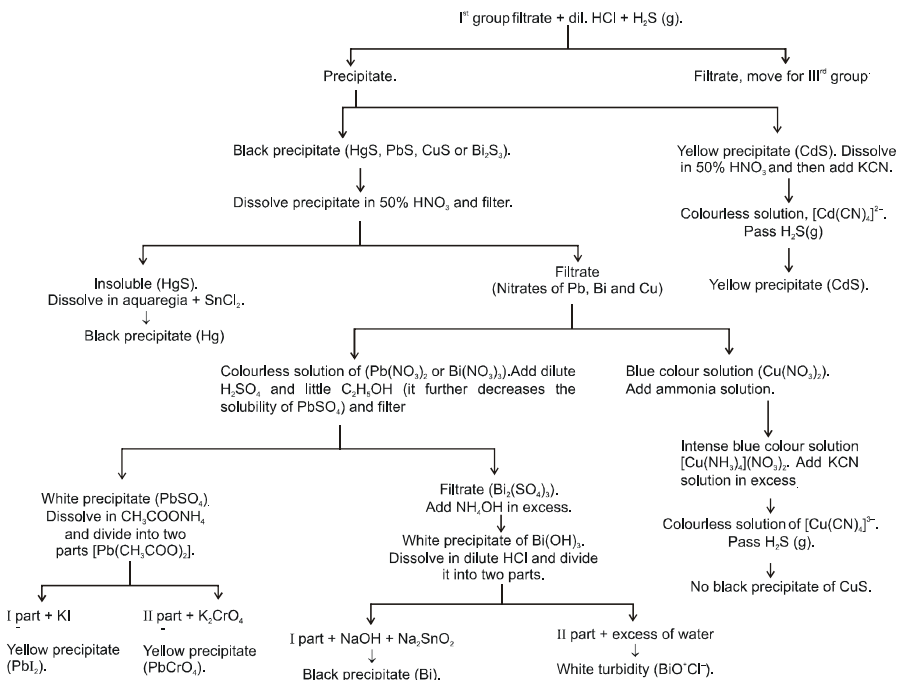 Iˢᵗ group filtrate + dil. HCl + H₂S (g).
Precipitate.
Filtrate, move for IIIʳᵈ group.
Black precipitate (HgS, PbS, CuS or Bi₂S₃).
Dissolve precipitate in 50% HNO₃ and filter.
Yellow precipitate (CdS). Dissolve
in 50% HNO₃ and then add KCN.
Colourless solution, [Cd(CN)₄]²⁻.
Pass H₂S(g)
Yellow precipitate (CdS).
Insoluble (HgS).
Dissolve in aquaregia + SnCl₂.
↓
Black precipitate (Hg)
Filtrate
(Nitrates of Pb, Bi and Cu)
Colourless solution of (Pb(NO₃)₂ or Bi(NO₃)₃).Add dilute
H₂SO₄ and little C₂H₅OH (it further decreases the
solubility of PbSO₄) and filter
Blue colour solution (Cu(NO₃)₂).
Add ammonia solution.
Intense blue colour solution
[Cu(NH₃)₄](NO₃)₂. Add KCN
solution in excess
Colourless solution of [Cu(CN)₄]³⁻.
Pass H₂S (g).
No black precipitate of CuS.
White precipitate (PbSO₄)
Dissolve in CH₃COONH₄
and divide into two
parts [Pb(CH₃COO)₂].
Filtrate (Bi₂(SO₄)₃).
Add NH₄OH in excess.
White precipitate of Bi(OH)₃.
Dissolve in dilute HCl and divide
it into two parts.
I part + KI
Yellow precipitate
(PbI₂).
II part + K₂CrO₄
Yellow precipitate
(PbCrO₄).
I part + NaOH + Na₂SnO₂
↓
Black precipitate (Bi).
II part + excess of water
↓
White turbidity (BiO⁺Cl⁻).